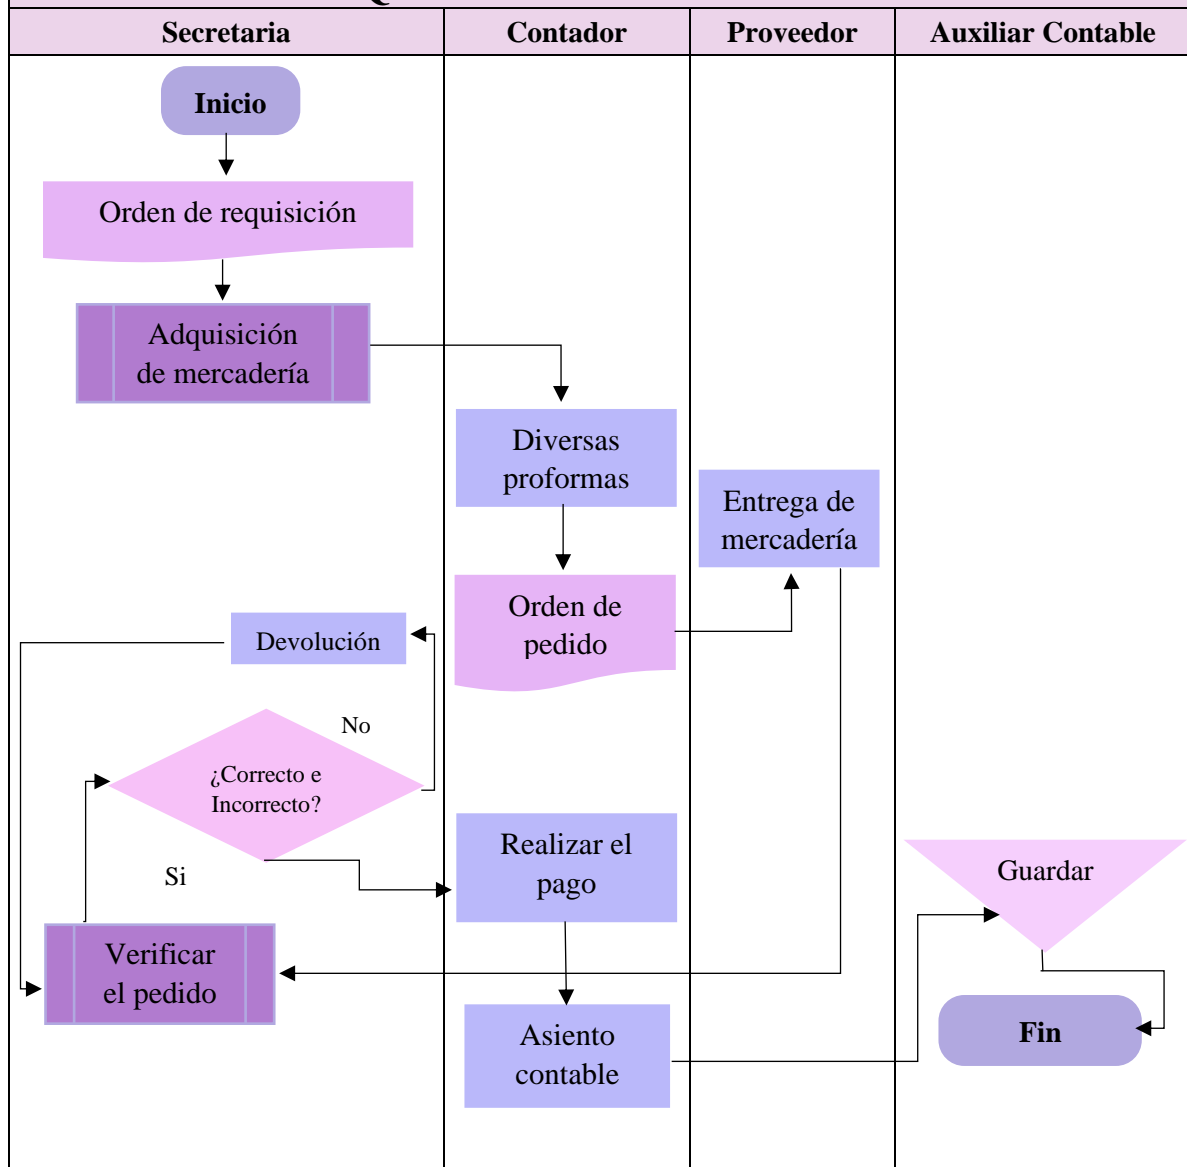 Secretaria
Contador
Proveedor
Auxiliar Contable
Inicio
Orden de requisición
Adquisición
de mercadería
Diversas
proformas
Entrega de
mercadería
Orden de
pedido
Devolución
No
¿Correcto e
Incorrecto?
Si
Realizar el
pago
Guardar
Verificar
el pedido
Asiento
contable
Fin